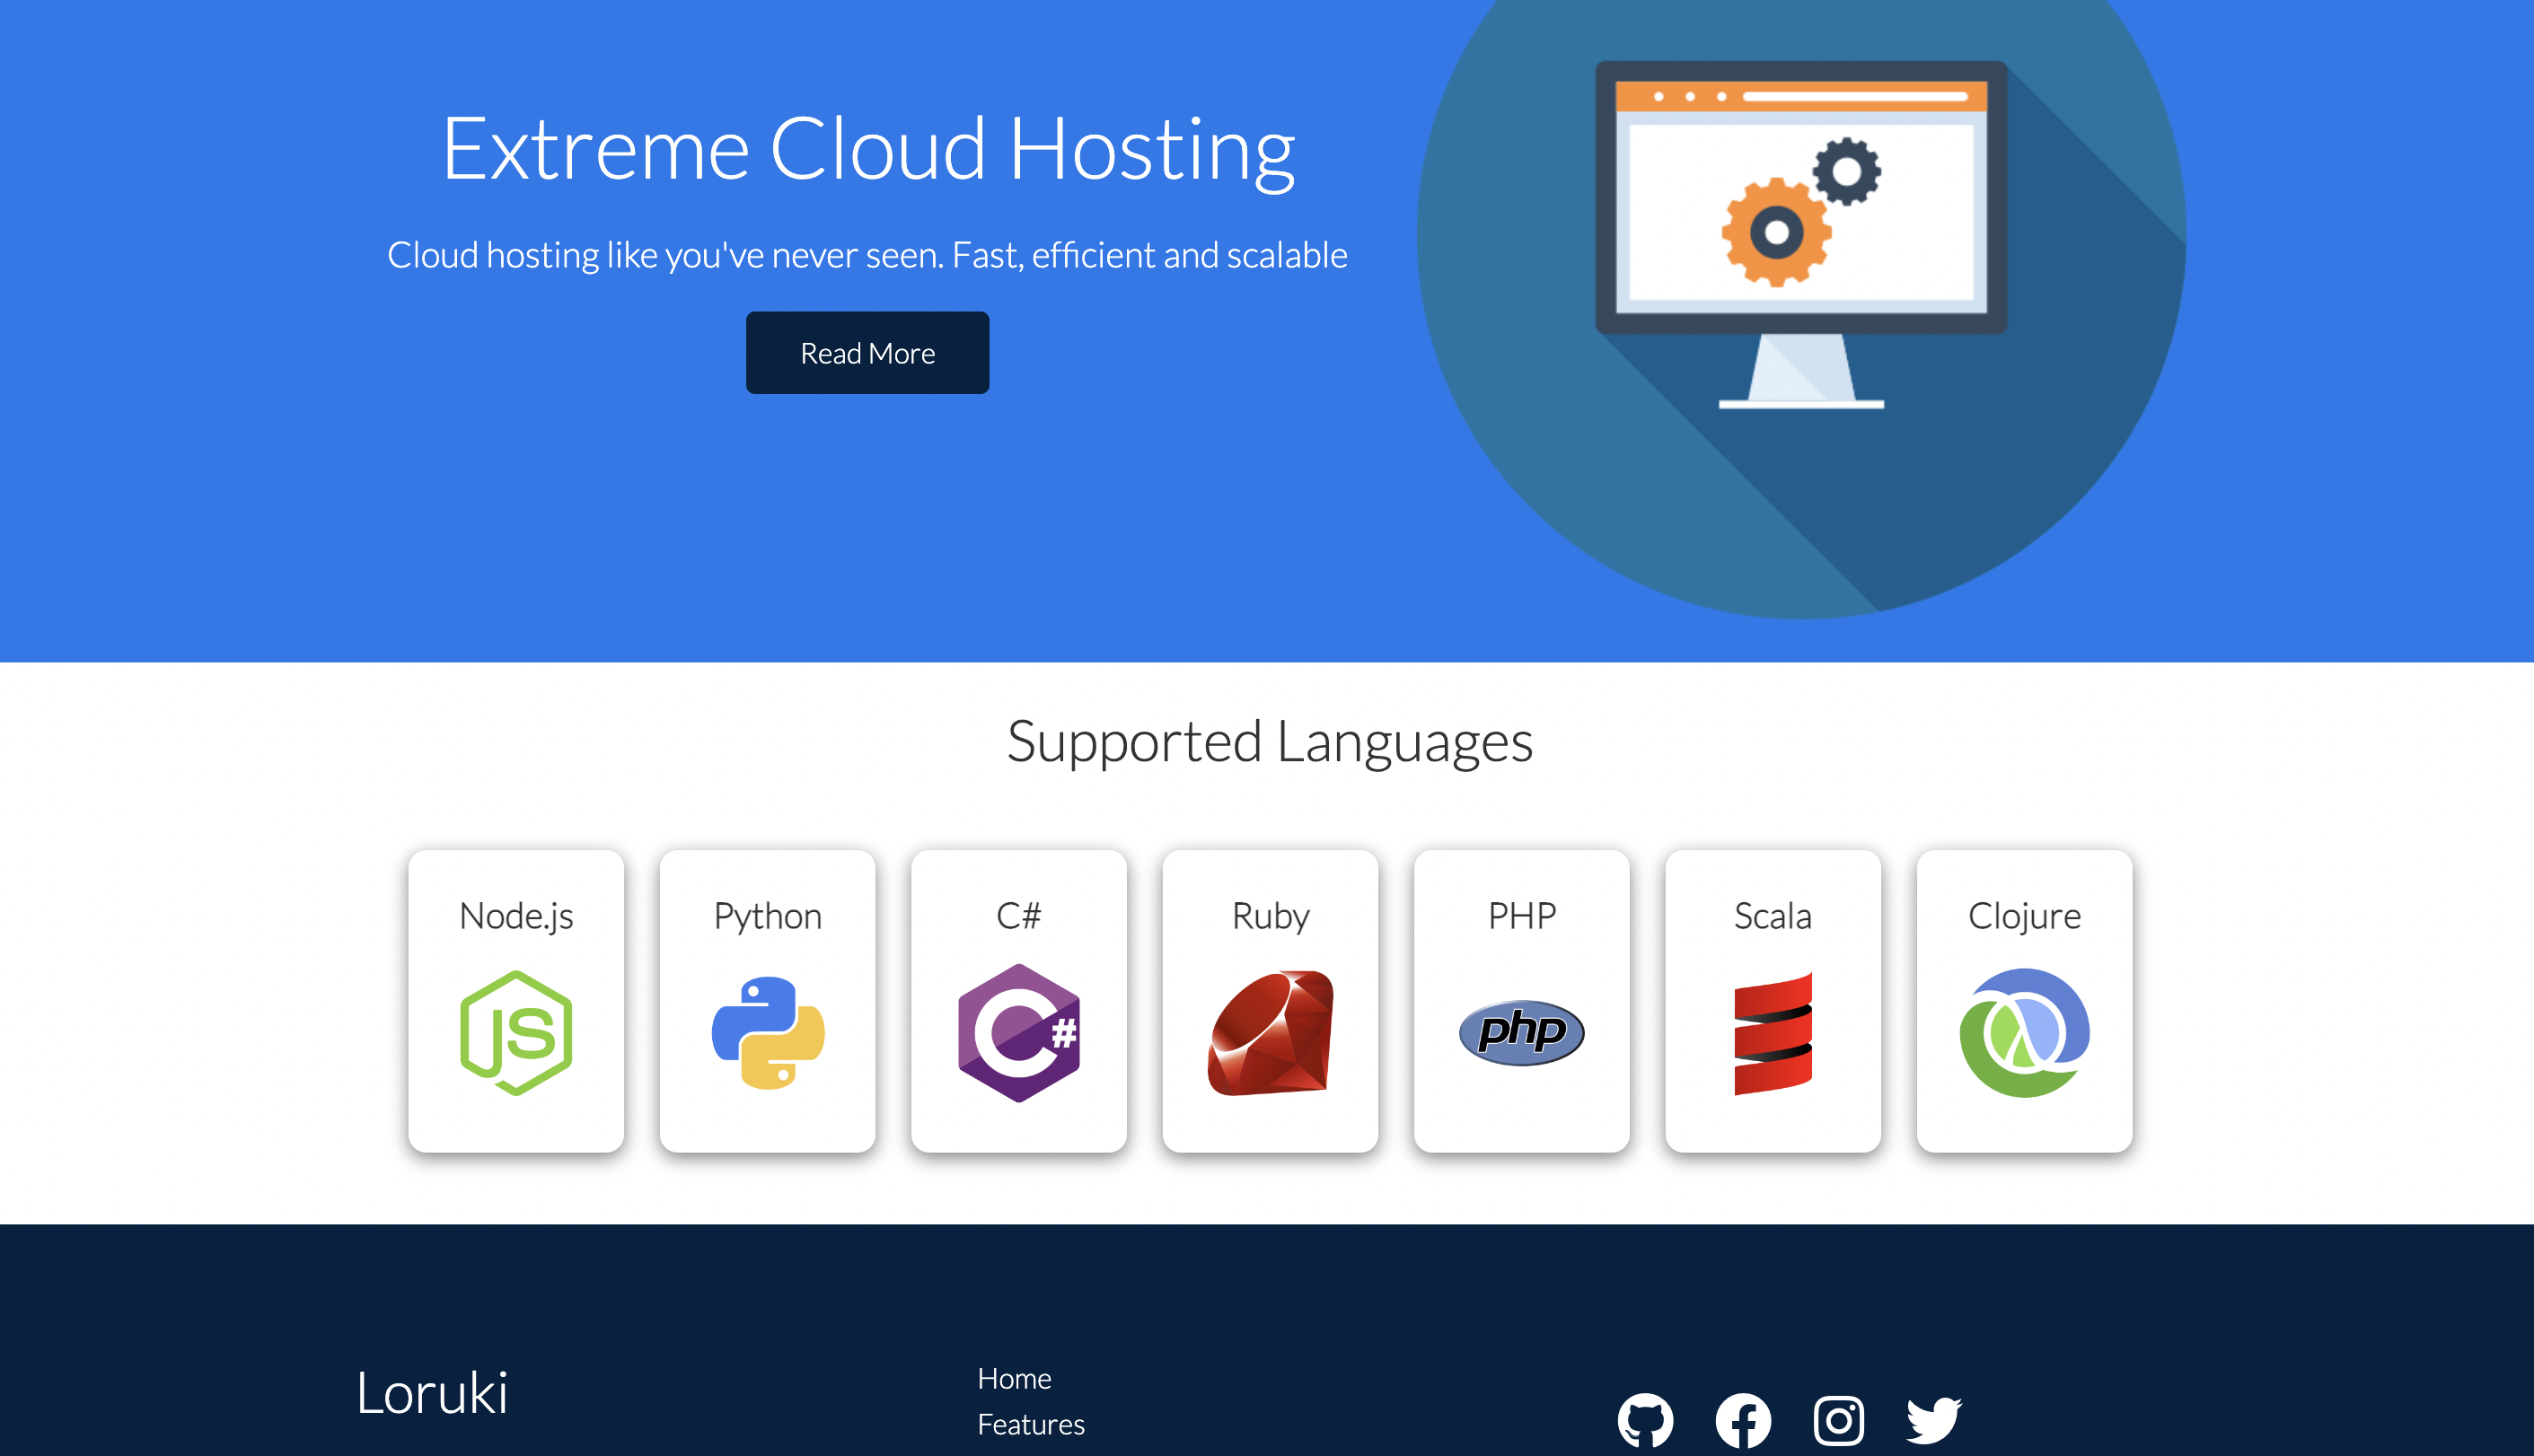 Extreme Cloud Hosting
Cloud hosting like you've never seen. Fast, efficient and scalable
Read More
Supported Languages
Node.js
Python
C#
Ruby
PHP
Scala
Clojure
JS
C#
php
Loruki
Home
Features